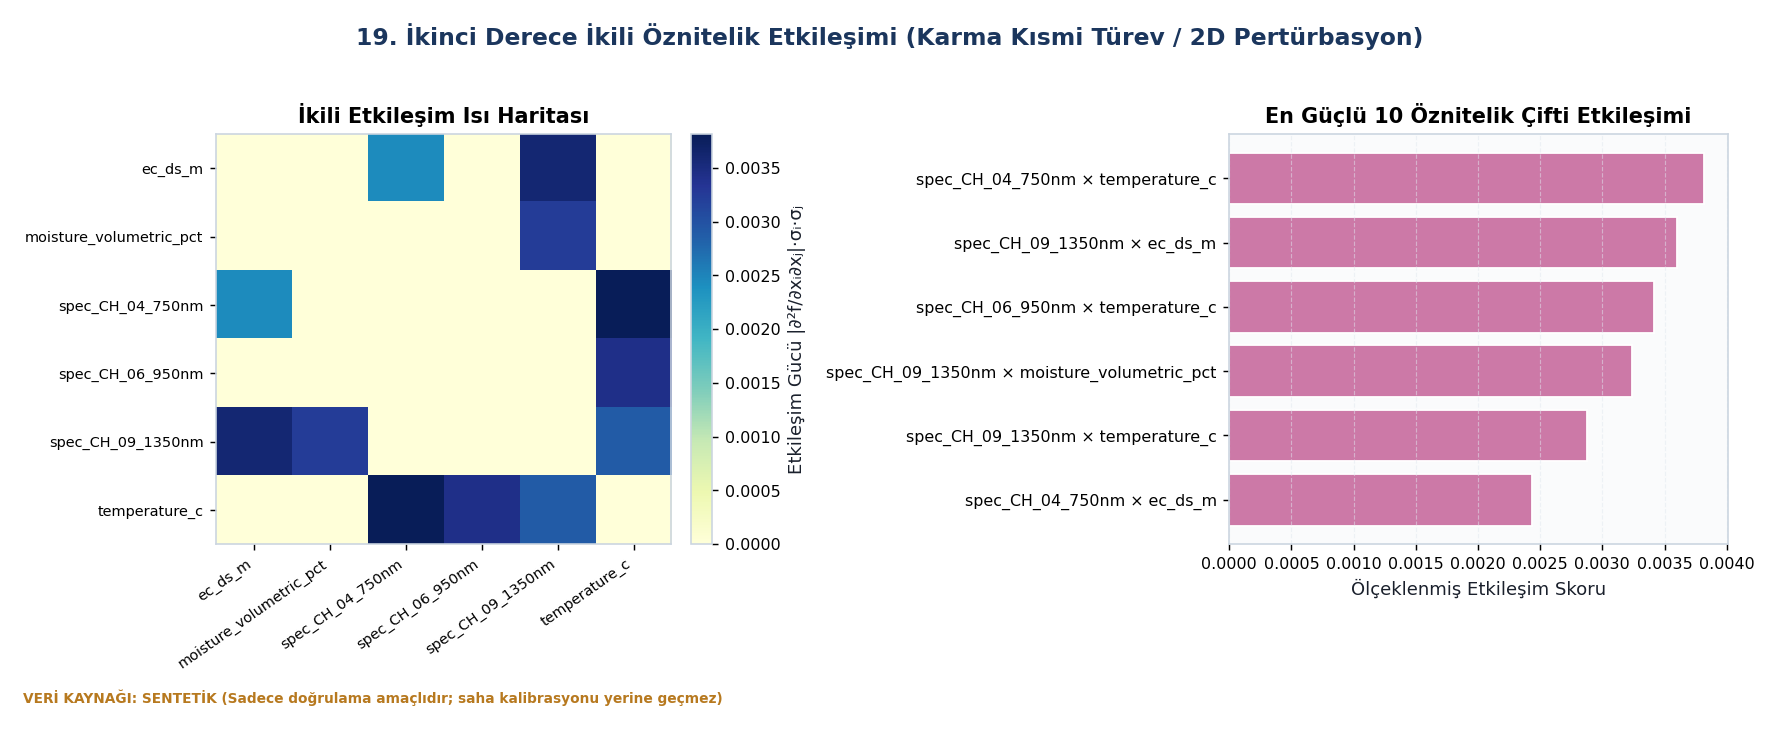 19. İkinci Derece İkili Öznitelik Etkileşimi (Karma Kısmi Türev / 2D Pertürbasyon)
İkili Etkileşim Isı Haritası
ec_ds_m
moisture_volumetric_pct
spec_CH_04_750nm
spec_CH_06_950nm
spec_CH_09_1350nm
temperature_c
ec_ds_m
moisture_volumetric_pct
spec_CH_04_750nm
spec_CH_06_950nm
spec_CH_09_1350nm
temperature_c
0.0035
0.0030
0.0025
0.0020
0.0015
0.0010
0.0005
0.0000
Etkileşim Gücü |∂²f/∂xᵢ∂xⱼ|·σᵢ·σⱼ
En Güçlü 10 Öznitelik Çifti Etkileşimi
spec_CH_04_750nm × temperature_c
spec_CH_09_1350nm × ec_ds_m
spec_CH_06_950nm × temperature_c
spec_CH_09_1350nm × moisture_volumetric_pct
spec_CH_09_1350nm × temperature_c
spec_CH_04_750nm × ec_ds_m
0.0000 0.0005 0.0010 0.0015 0.0020 0.0025 0.0030 0.0035 0.0040
Ölçeklenmiş Etkileşim Skoru
VERİ KAYNAĞI: SENTETİK (Sadece doğrulama amaçlıdır; saha kalibrasyonu yerine geçmez)